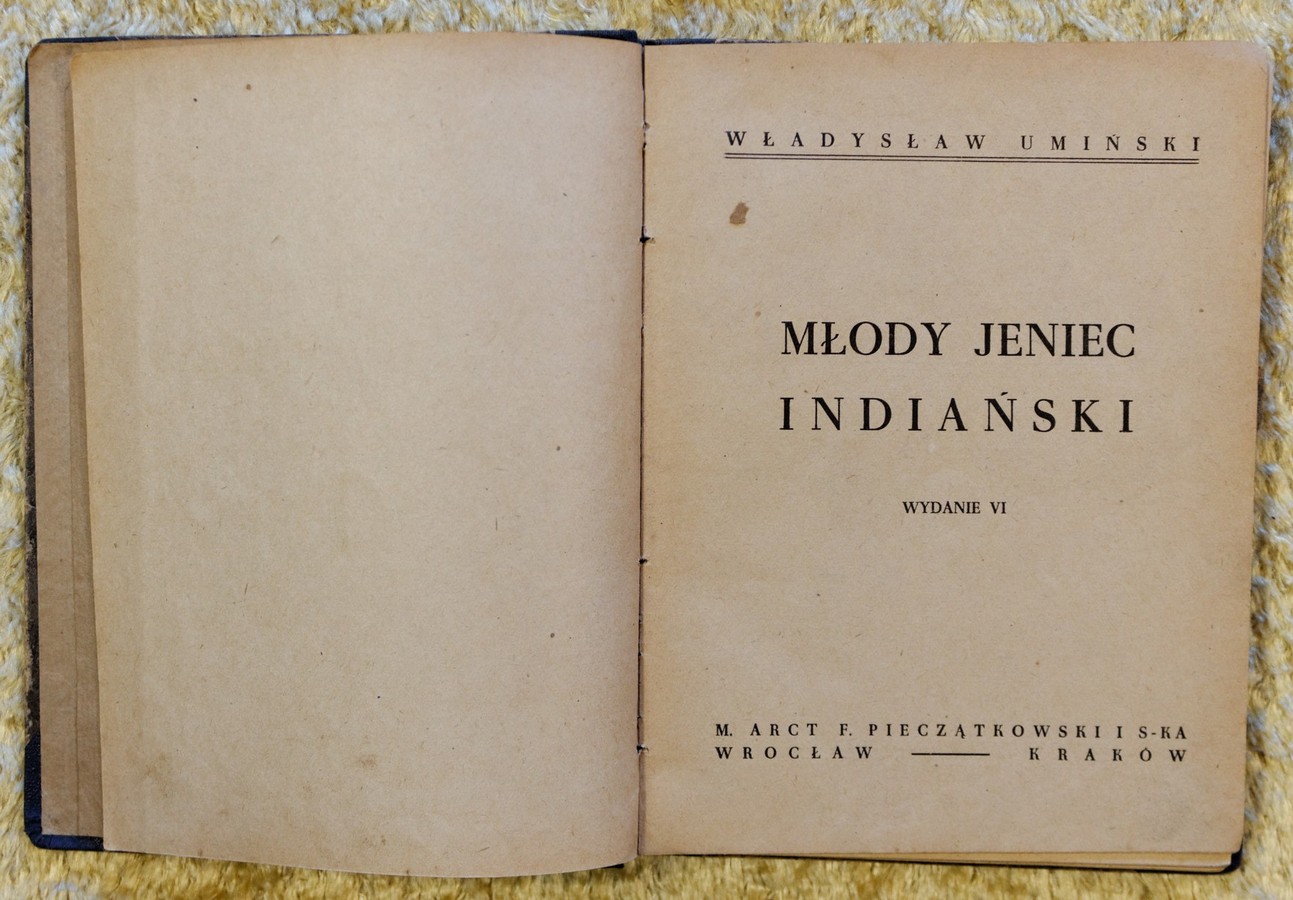 WŁADYSŁAW UMIŃSKI
MŁODY JENIEC
INDIAŃSKI
WYDANIE VI
M. ARCT F. PIECZĄTKOWSKI I S-KA
WROCŁAW — KRAKÓW